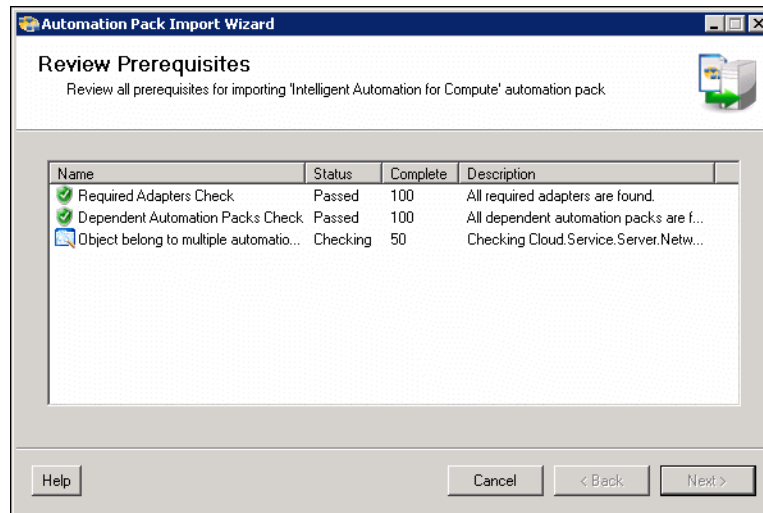 Automation Pack Import Wizard
Review Prerequisites
Review all prerequisites for importing 'Intelligent Automation for Compute' automation pack
Name Status Complete Description
Required Adapters Check Passed 100 All required adapters are found.
Dependent Automation Packs Check Passed 100 All dependent automation packs are f...
Object belong to multiple automatio... Checking 50 Checking Cloud.Service.Server.Netw...
Help Cancel < Back Next >